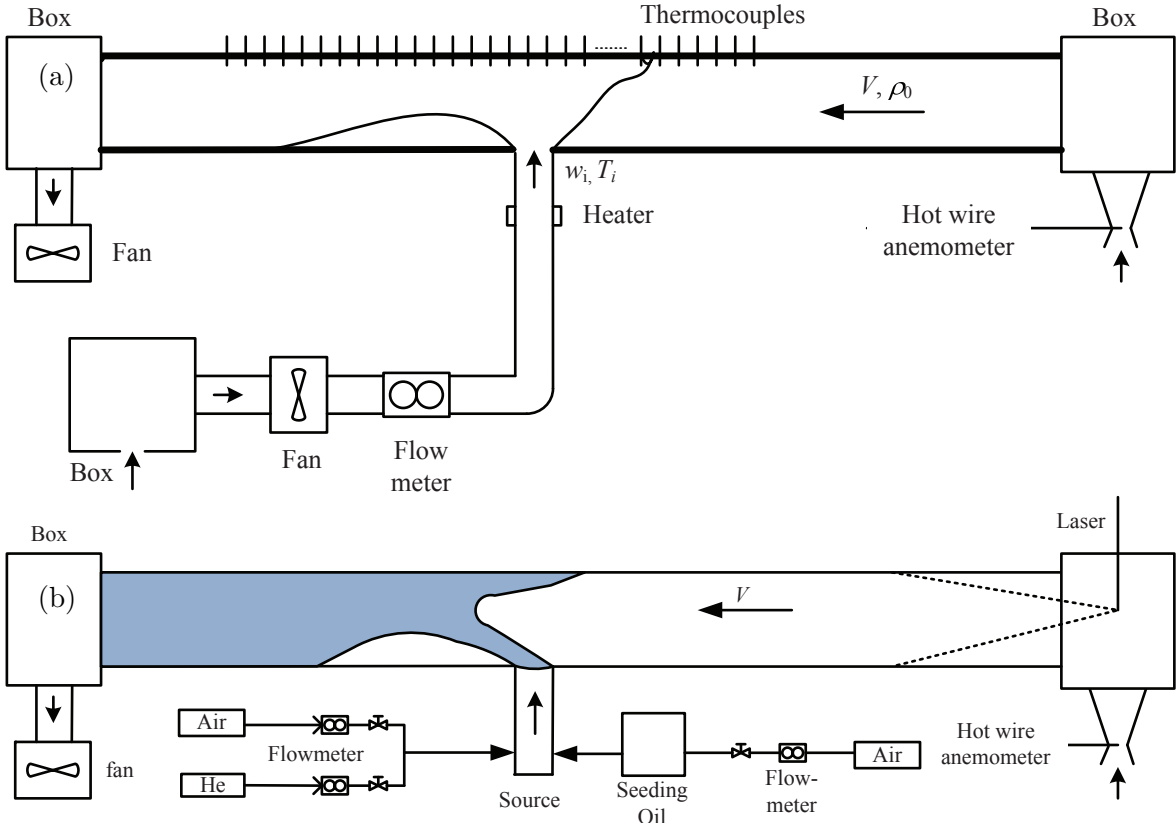 Box
Thermocouples
Box
(a)
V, ρ0
wi, Ti
Heater
Hot wire
anemometer
Fan
Box
Fan
Flow
meter
Box
Laser
(b)
V
Air
Flowmeter
He
fan
Source
Seeding
Oil
Flow-
meter
Air
Hot wire
anemometer